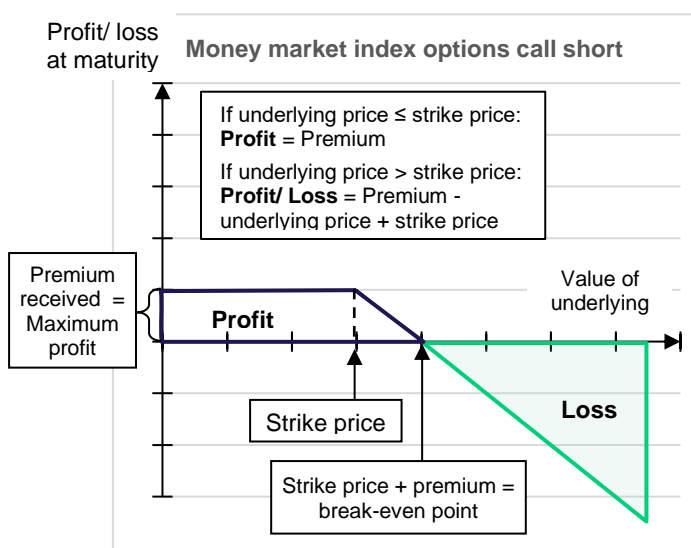 Profit/ loss
at maturity
Money market index options call short
If underlying price ≤ strike price:
Profit = Premium
If underlying price > strike price:
Profit/ Loss = Premium -
underlying price + strike price
Premium
received =
Maximum
profit
Profit
Value of
underlying
Loss
Strike price
Strike price + premium =
break-even point